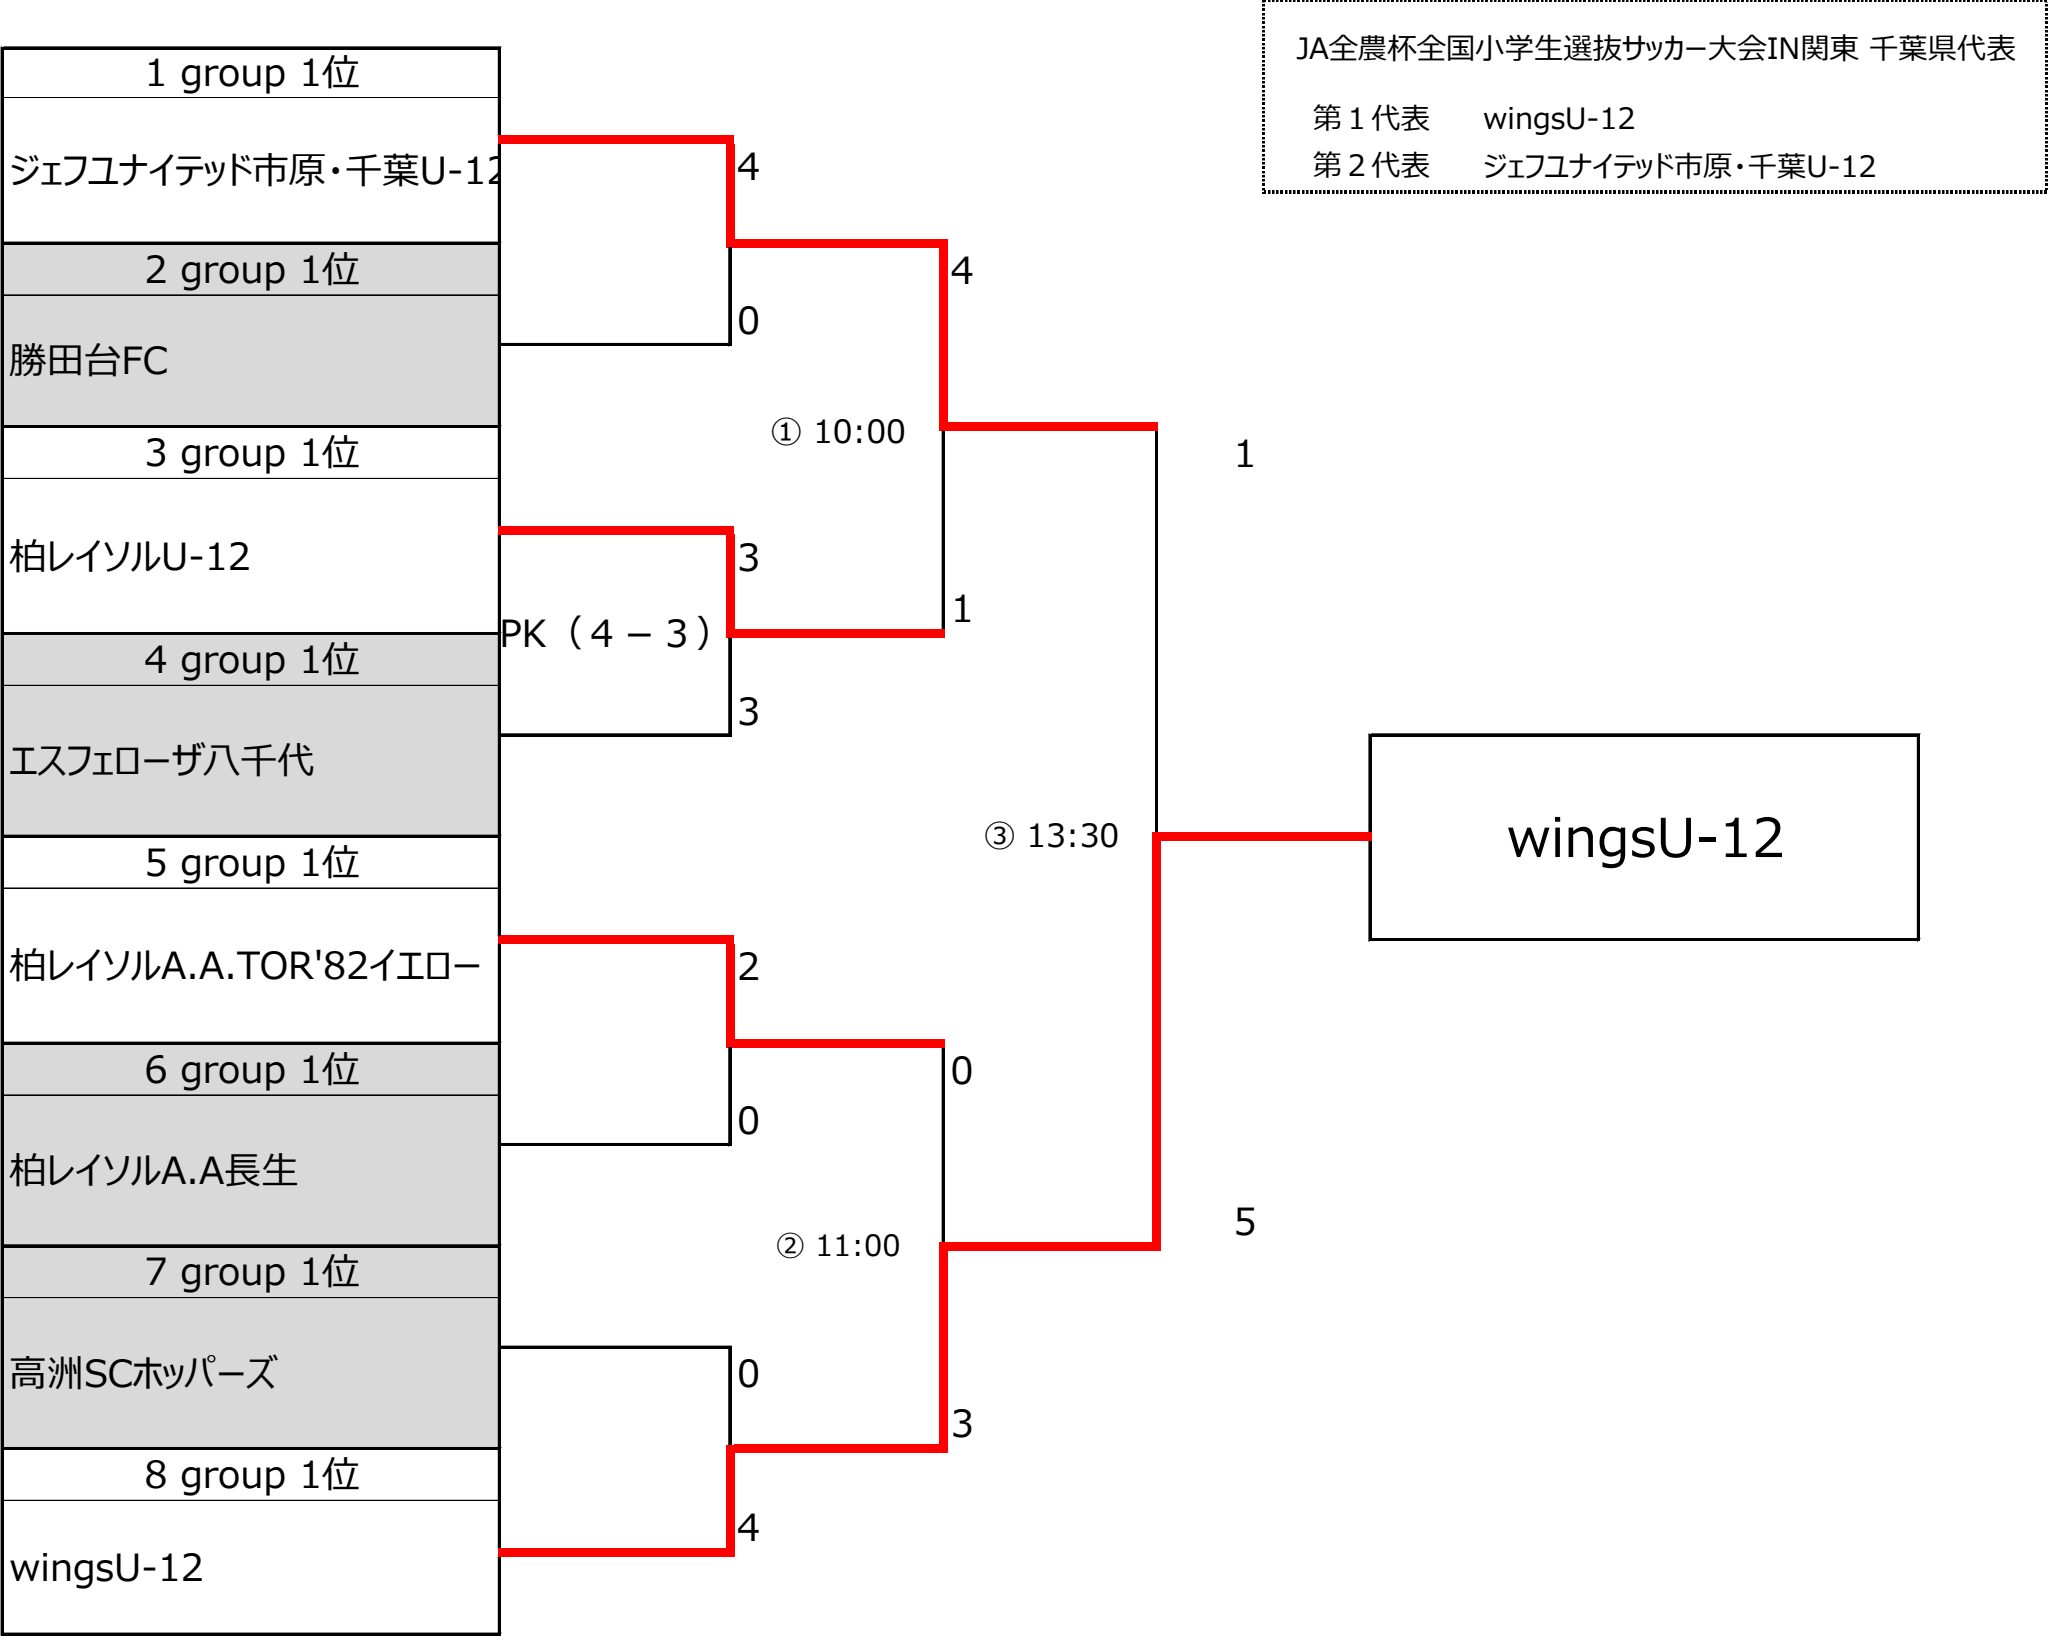 JA全農杯全国小学生選抜サッカー大会IN関東 千葉県代表
第１代表 wingsU-12
第２代表 ジェフユナイテッド市原・千葉U-12
1 group 1位
ジェフユナイテッド市原・千葉U-12
4
2 group 1位
4
0
勝田台FC
① 10:00
3 group 1位
1
柏レイソルU-12
3
1
PK（４－３）
4 group 1位
3
エスフェローザ八千代
③ 13:30
wingsU-12
5 group 1位
柏レイソルA.A.TOR'82イエロー
2
6 group 1位
0
0
柏レイソルA.A長生
5
② 11:00
7 group 1位
高洲SCホッパーズ
0
3
8 group 1位
4
wingsU-12